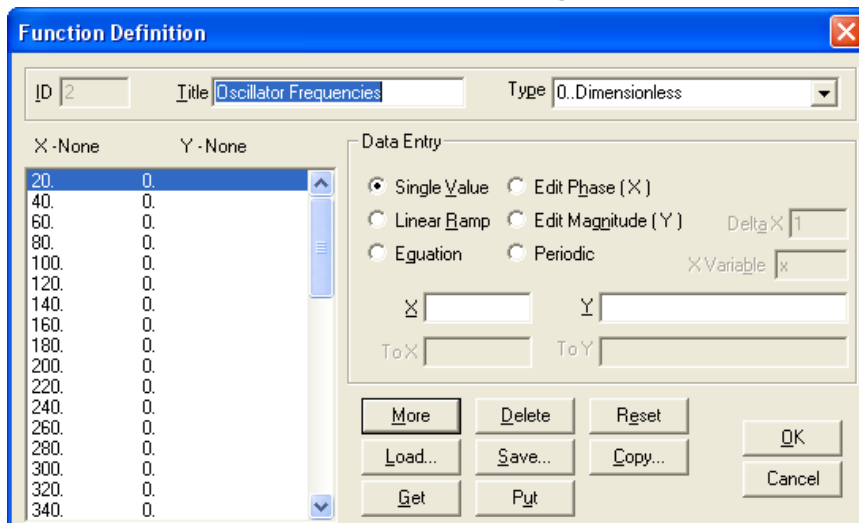 Function Definition
ID 2 Title Oscillator Frequencies Type 0..Dimensionless
X - None Y - None
20. 0.
40. 0.
60. 0.
80. 0.
100. 0.
120. 0.
140. 0.
160. 0.
180. 0.
200. 0.
220. 0.
240. 0.
260. 0.
280. 0.
300. 0.
320. 0.
340. 0.
Data Entry
Single Value Edit Phase ( X )
Linear Ramp Edit Magnitude ( Y ) Delta X 1
Equation Periodic X Variable x
X Y
To X To Y
More Delete Reset
Load... Save... Copy...
Get Put
OK
Cancel